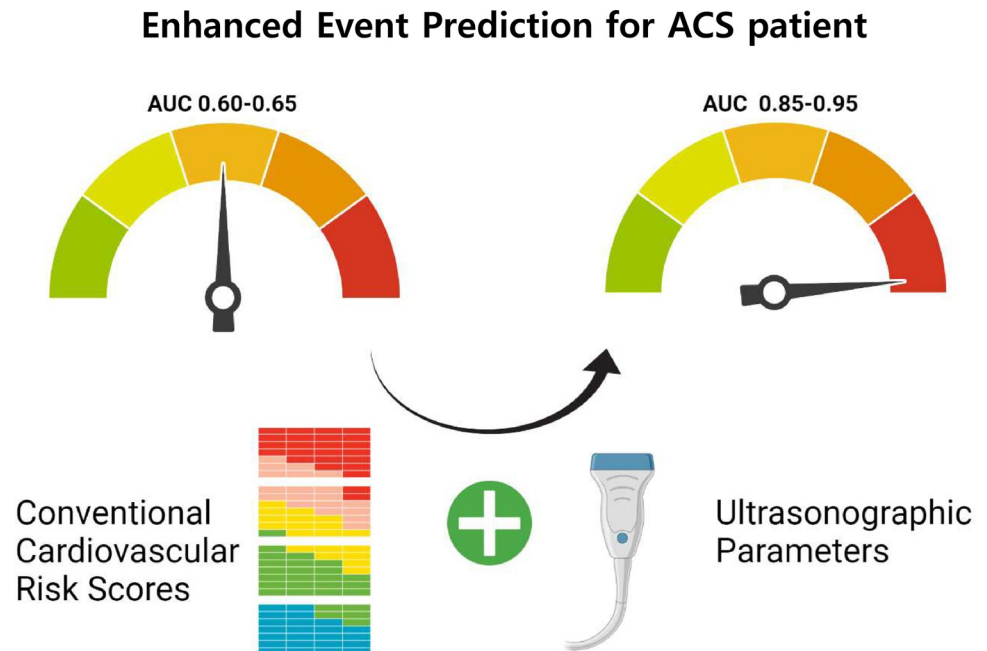 Enhanced Event Prediction for ACS patient
AUC 0.60-0.65
AUC 0.85-0.95
Conventional
Cardiovascular
Risk Scores
Ultrasonographic
Parameters